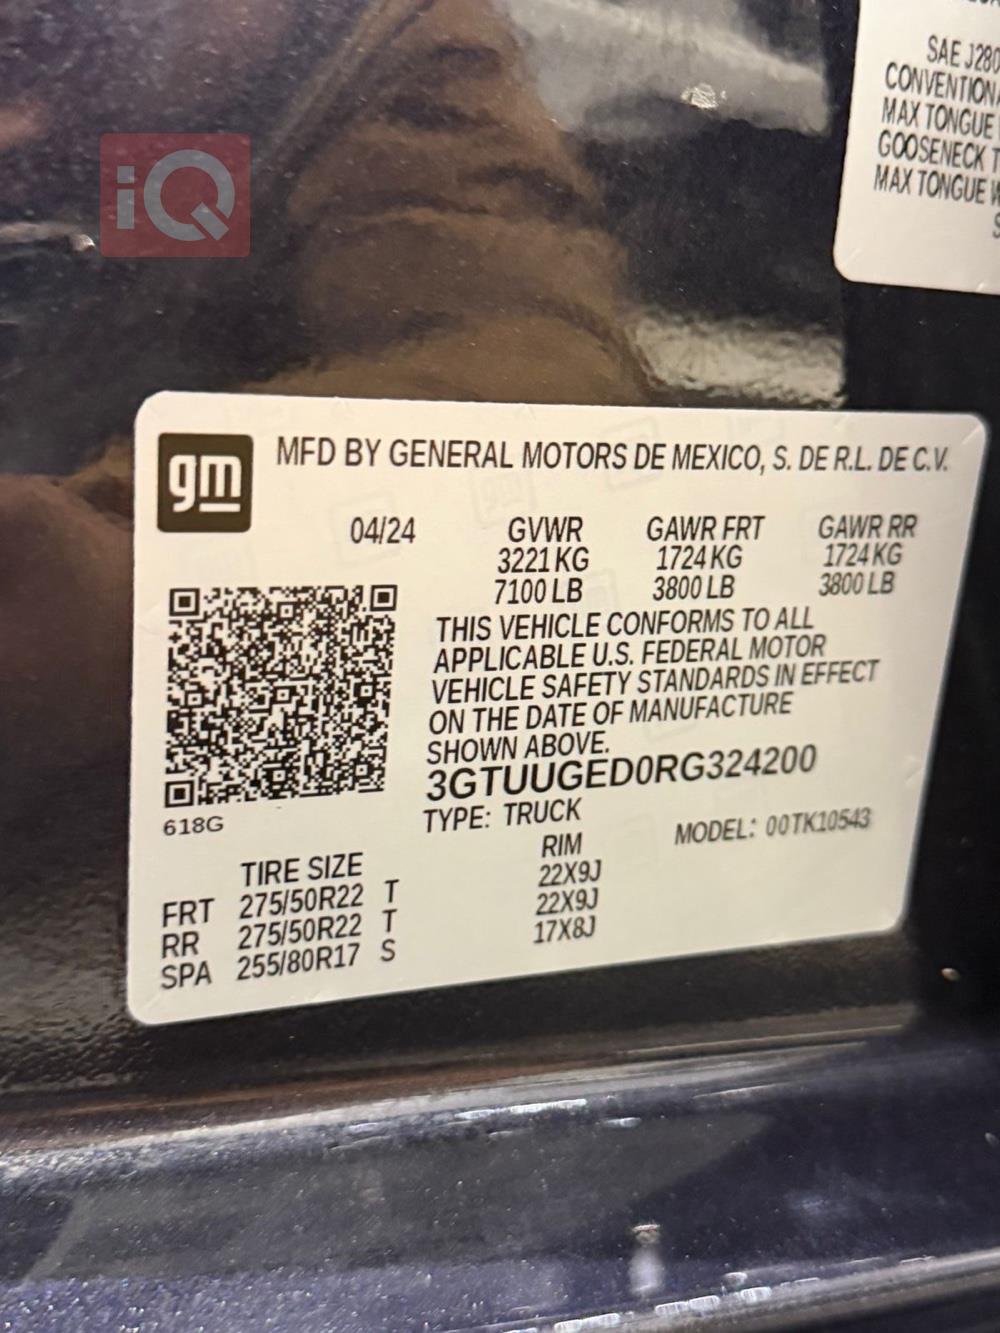 SAE J280
CONVENTIONA
MAX TONGUE
GOOSENECK T
MAX TONGUE W
iQ
gm
MFD BY GENERAL MOTORS DE MEXICO, S. DE R.L. DE C.V.
04/24 GVWR GAWR FRT GAWR RR
3221 KG 1724 KG 1724 KG
7100 LB 3800 LB 3800 LB
THIS VEHICLE CONFORMS TO ALL
APPLICABLE U.S. FEDERAL MOTOR
VEHICLE SAFETY STANDARDS IN EFFECT
ON THE DATE OF MANUFACTURE
SHOWN ABOVE.
3GTUUGED0RG324200
618G
TYPE: TRUCK MODEL: 00TK10543
TIRE SIZE RIM
FRT 275/50R22 T 22X9J
RR 275/50R22 T 22X9J
SPA 255/80R17 S 17X8J